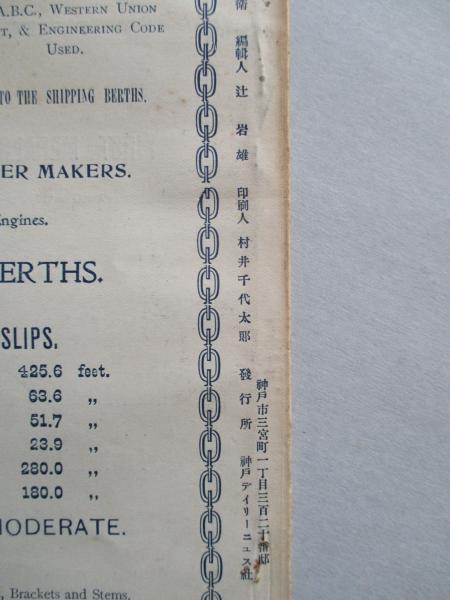 A.B.C., WESTERN UNION
T, & ENGINEERING CODE
USED.
TO THE SHIPPING BERTHS.
ER MAKERS.
ngines.
ERTHS.
SLIPS.
425.6 feet.
63.6 „
51.7 „
23.9 „
280.0 „
180.0 „
ODERATE.
, Brackets and Stems.
衛 編輯人 辻 岩雄 印刷人 村井千代太郎 發行所 神戸デイリーニュース社
神戸市三宮町一丁目三百二十番邸